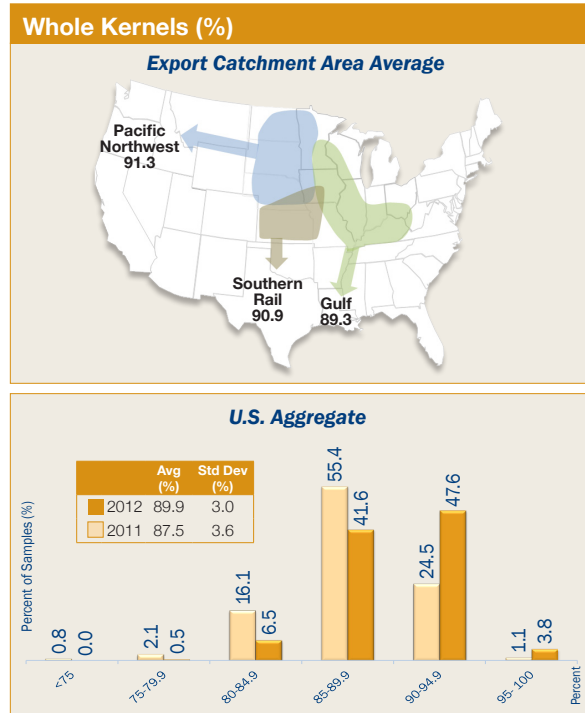 Whole Kernels (%)
Export Catchment Area Average
Pacific
Northwest
91.3
Southern
Rail
90.9
Gulf
89.3
U.S. Aggregate
Avg Std Dev
(%) (%)
2012 89.9 3.0
2011 87.5 3.6
Percent of Samples (%)
0.8 0.0 2.1 0.5 16.1 6.5 55.4 41.6 24.5 47.6 1.1 3.8
<75 75-79.9 80-84.9 85-89.9 90-94.9 95- 100
Percent